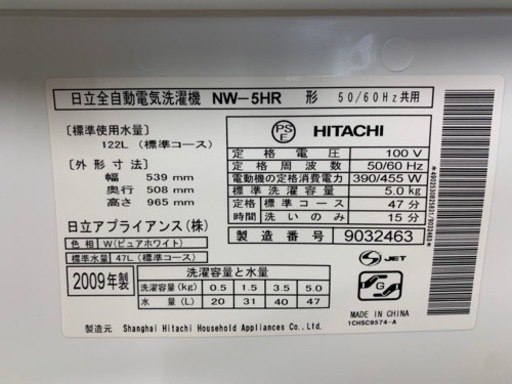 日立全自動電気洗濯機 NW-5HR 形 50/60Hz共用
〔標準使用水量〕
122L（標準コース）
〔外形寸法〕
幅 539 mm
奥行 508 mm
高さ 965 mm
日立アプライアンス(株)
色相 W(ピュアホワイト)
標準水量 47L（標準コース）
PS
E
HITACHI
定格電圧 100 V
定格周波数 50/60 Hz
電動機の定格消費電力 390/455 W
標準洗濯容量 5.0 kg
定格 標準コース 47分
時間 洗いのみ 15分
製造番号 9032463
2009年製
洗濯容量と水量
洗濯容量(kg) 0.5 1.5 3.5 5.0
水量(L) 20 31 40 47
JET
MADE IN CHINA
1CHSC9574-A
製造元 Shanghai Hitachi Household Appliances Co., Ltd.